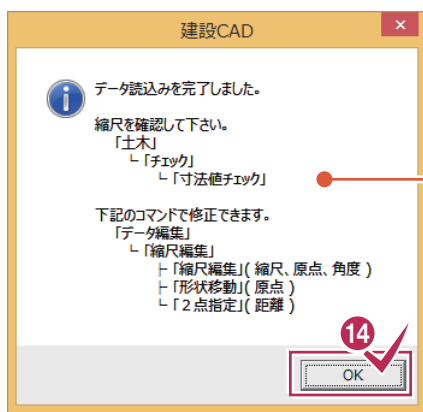 建設CAD
×
データ読込みを完了しました。
縮尺を確認して下さい。
「土木」
└「チェック」
└「寸法値チェック」
下記のコマンドで修正できます。
「データ編集」
└「縮尺編集」
├「縮尺編集」( 縮尺、原点、角度 )
├「形状移動」( 原点 )
└「２点指定」( 距離 )
14
OK